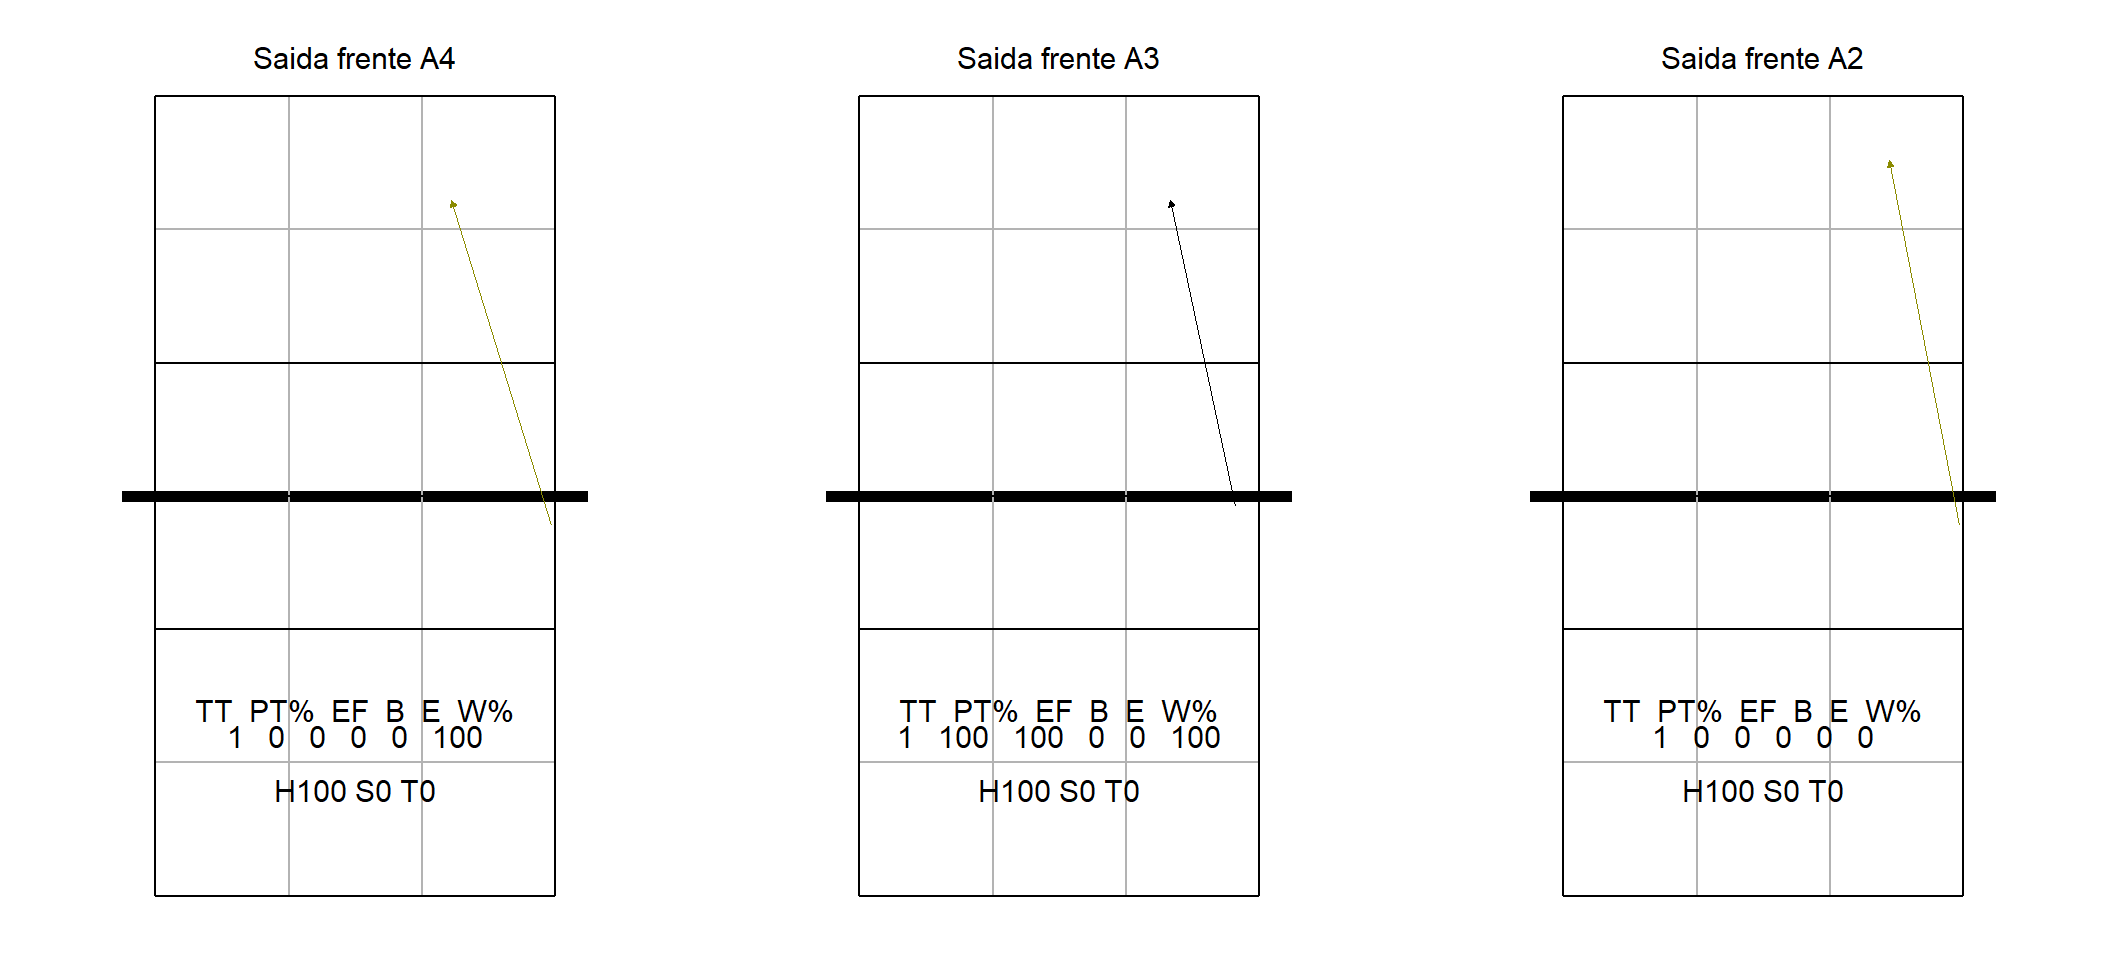 Saida frente A4
TT PT% EF B E W%
1 0 0 0 0 100
H100 S0 T0
Saida frente A3
TT PT% EF B E W%
1 100 100 0 0 100
H100 S0 T0
Saida frente A2
TT PT% EF B E W%
1 0 0 0 0 0
H100 S0 T0